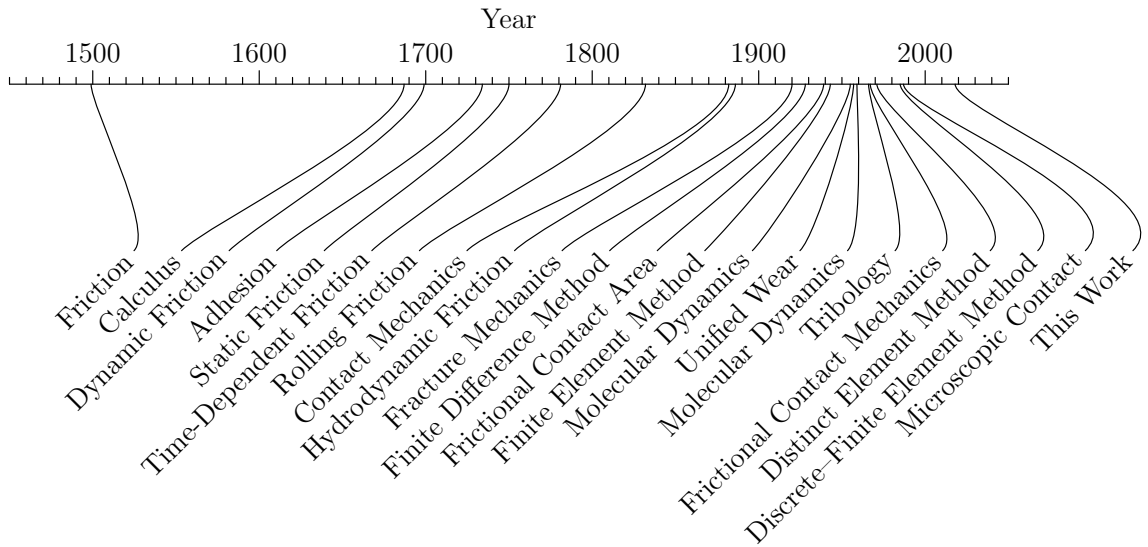 Year
1500 1600 1700 1800 1900 2000
Friction
Calculus
Dynamic Friction
Adhesion
Static Friction
Time-Dependent Friction
Rolling Friction
Contact Mechanics
Hydrodynamic Friction
Fracture Mechanics
Finite Difference Method
Frictional Contact Area
Finite Element Method
Molecular Dynamics
Unified Wear
Molecular Dynamics
Tribology
Frictional Contact Mechanics
Distinct Element Method
Discrete–Finite Element Method
Microscopic Contact
This Work